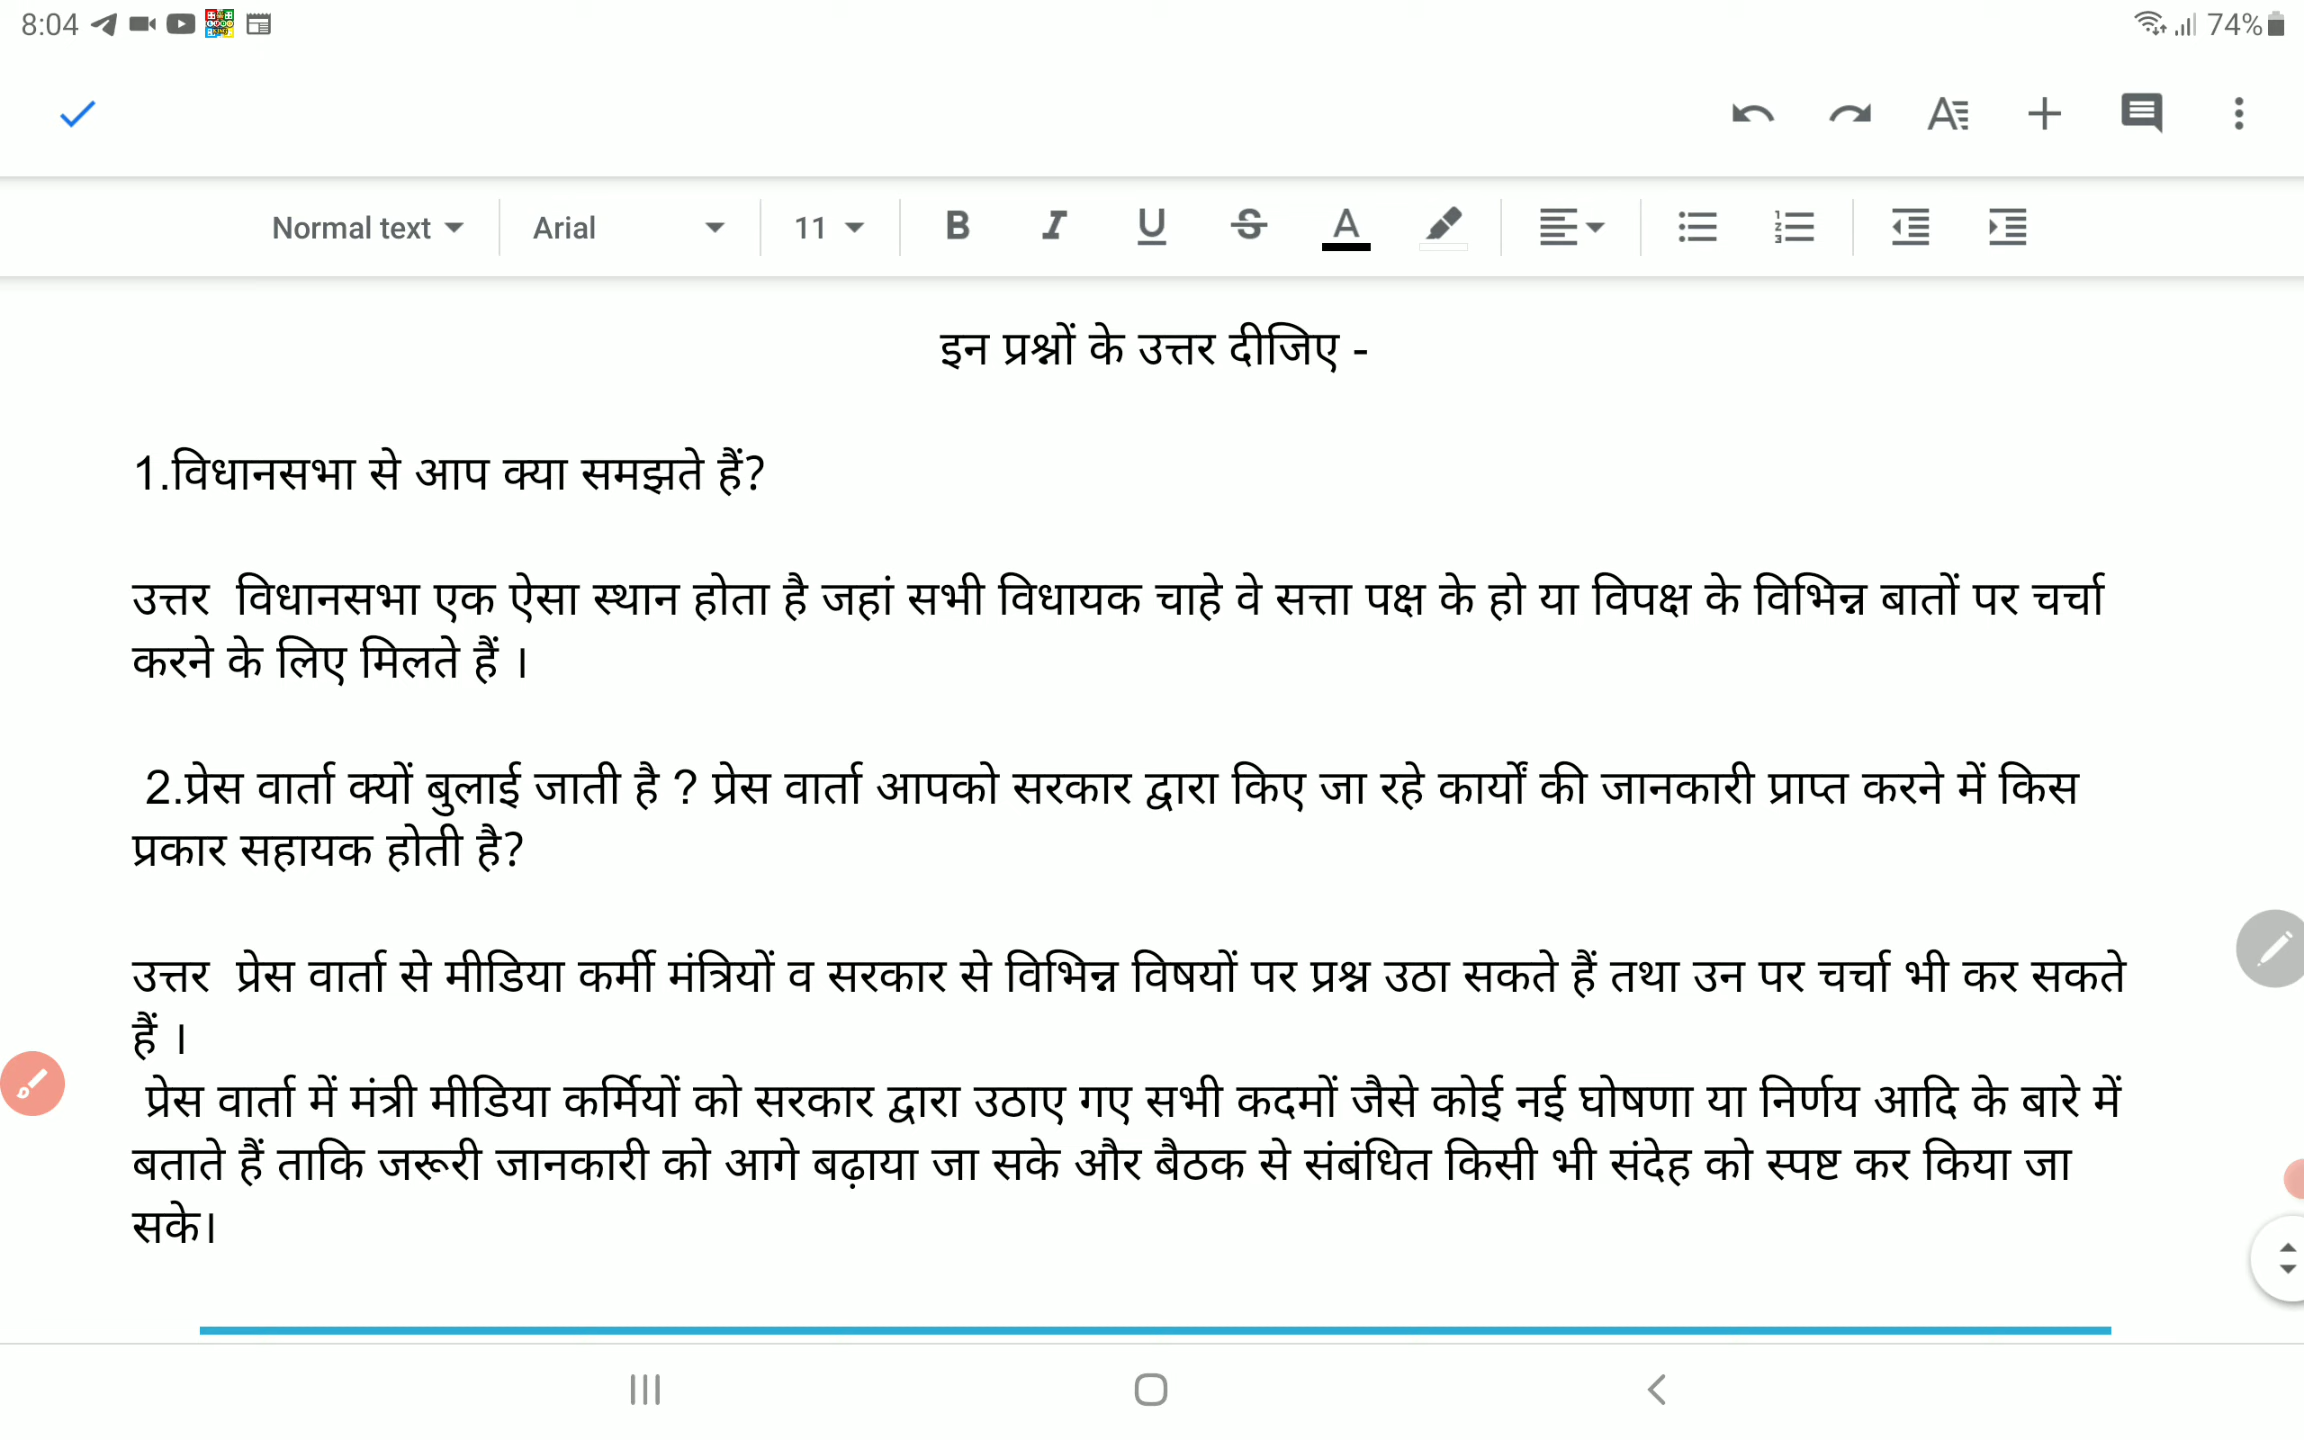 8:04
74%
Normal text
Arial
11
B I U S A
इन प्रश्नों के उत्तर दीजिए -
1.विधानसभा से आप क्या समझते हैं?
उत्तर  विधानसभा एक ऐसा स्थान होता है जहां सभी विधायक चाहे वे सत्ता पक्ष के हो या विपक्ष के विभिन्न बातों पर चर्चा
करने के लिए मिलते हैं ।
2.प्रेस वार्ता क्यों बुलाई जाती है ? प्रेस वार्ता आपको सरकार द्वारा किए जा रहे कार्यों की जानकारी प्राप्त करने में किस
प्रकार सहायक होती है?
उत्तर  प्रेस वार्ता से मीडिया कर्मी मंत्रियों व सरकार से विभिन्न विषयों पर प्रश्न उठा सकते हैं तथा उन पर चर्चा भी कर सकते
हैं ।
प्रेस वार्ता में मंत्री मीडिया कर्मियों को सरकार द्वारा उठाए गए सभी कदमों जैसे कोई नई घोषणा या निर्णय आदि के बारे में
बताते हैं ताकि जरूरी जानकारी को आगे बढ़ाया जा सके और बैठक से संबंधित किसी भी संदेह को स्पष्ट कर किया जा
सके।